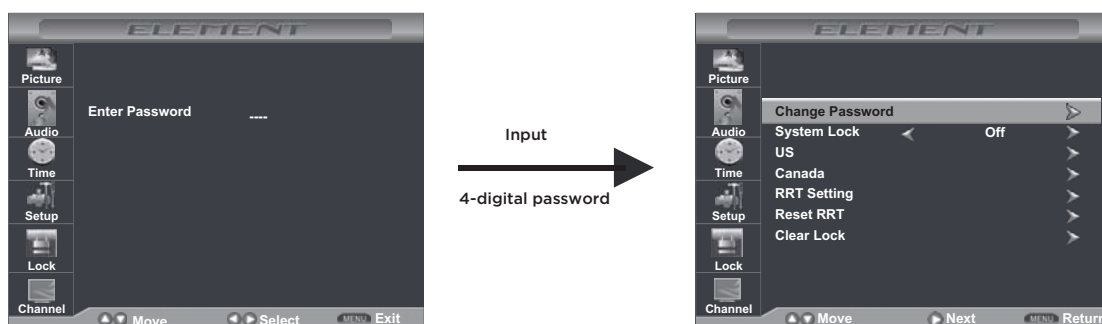 ELEMENT
Picture
Audio
Time
Setup
Lock
Channel
Enter Password ----
Move Select MENU Exit
Input
4-digital password
ELEMENT
Picture
Audio
Time
Setup
Lock
Channel
Change Password
System Lock Off
US
Canada
RRT Setting
Reset RRT
Clear Lock
Move Next MENU Return